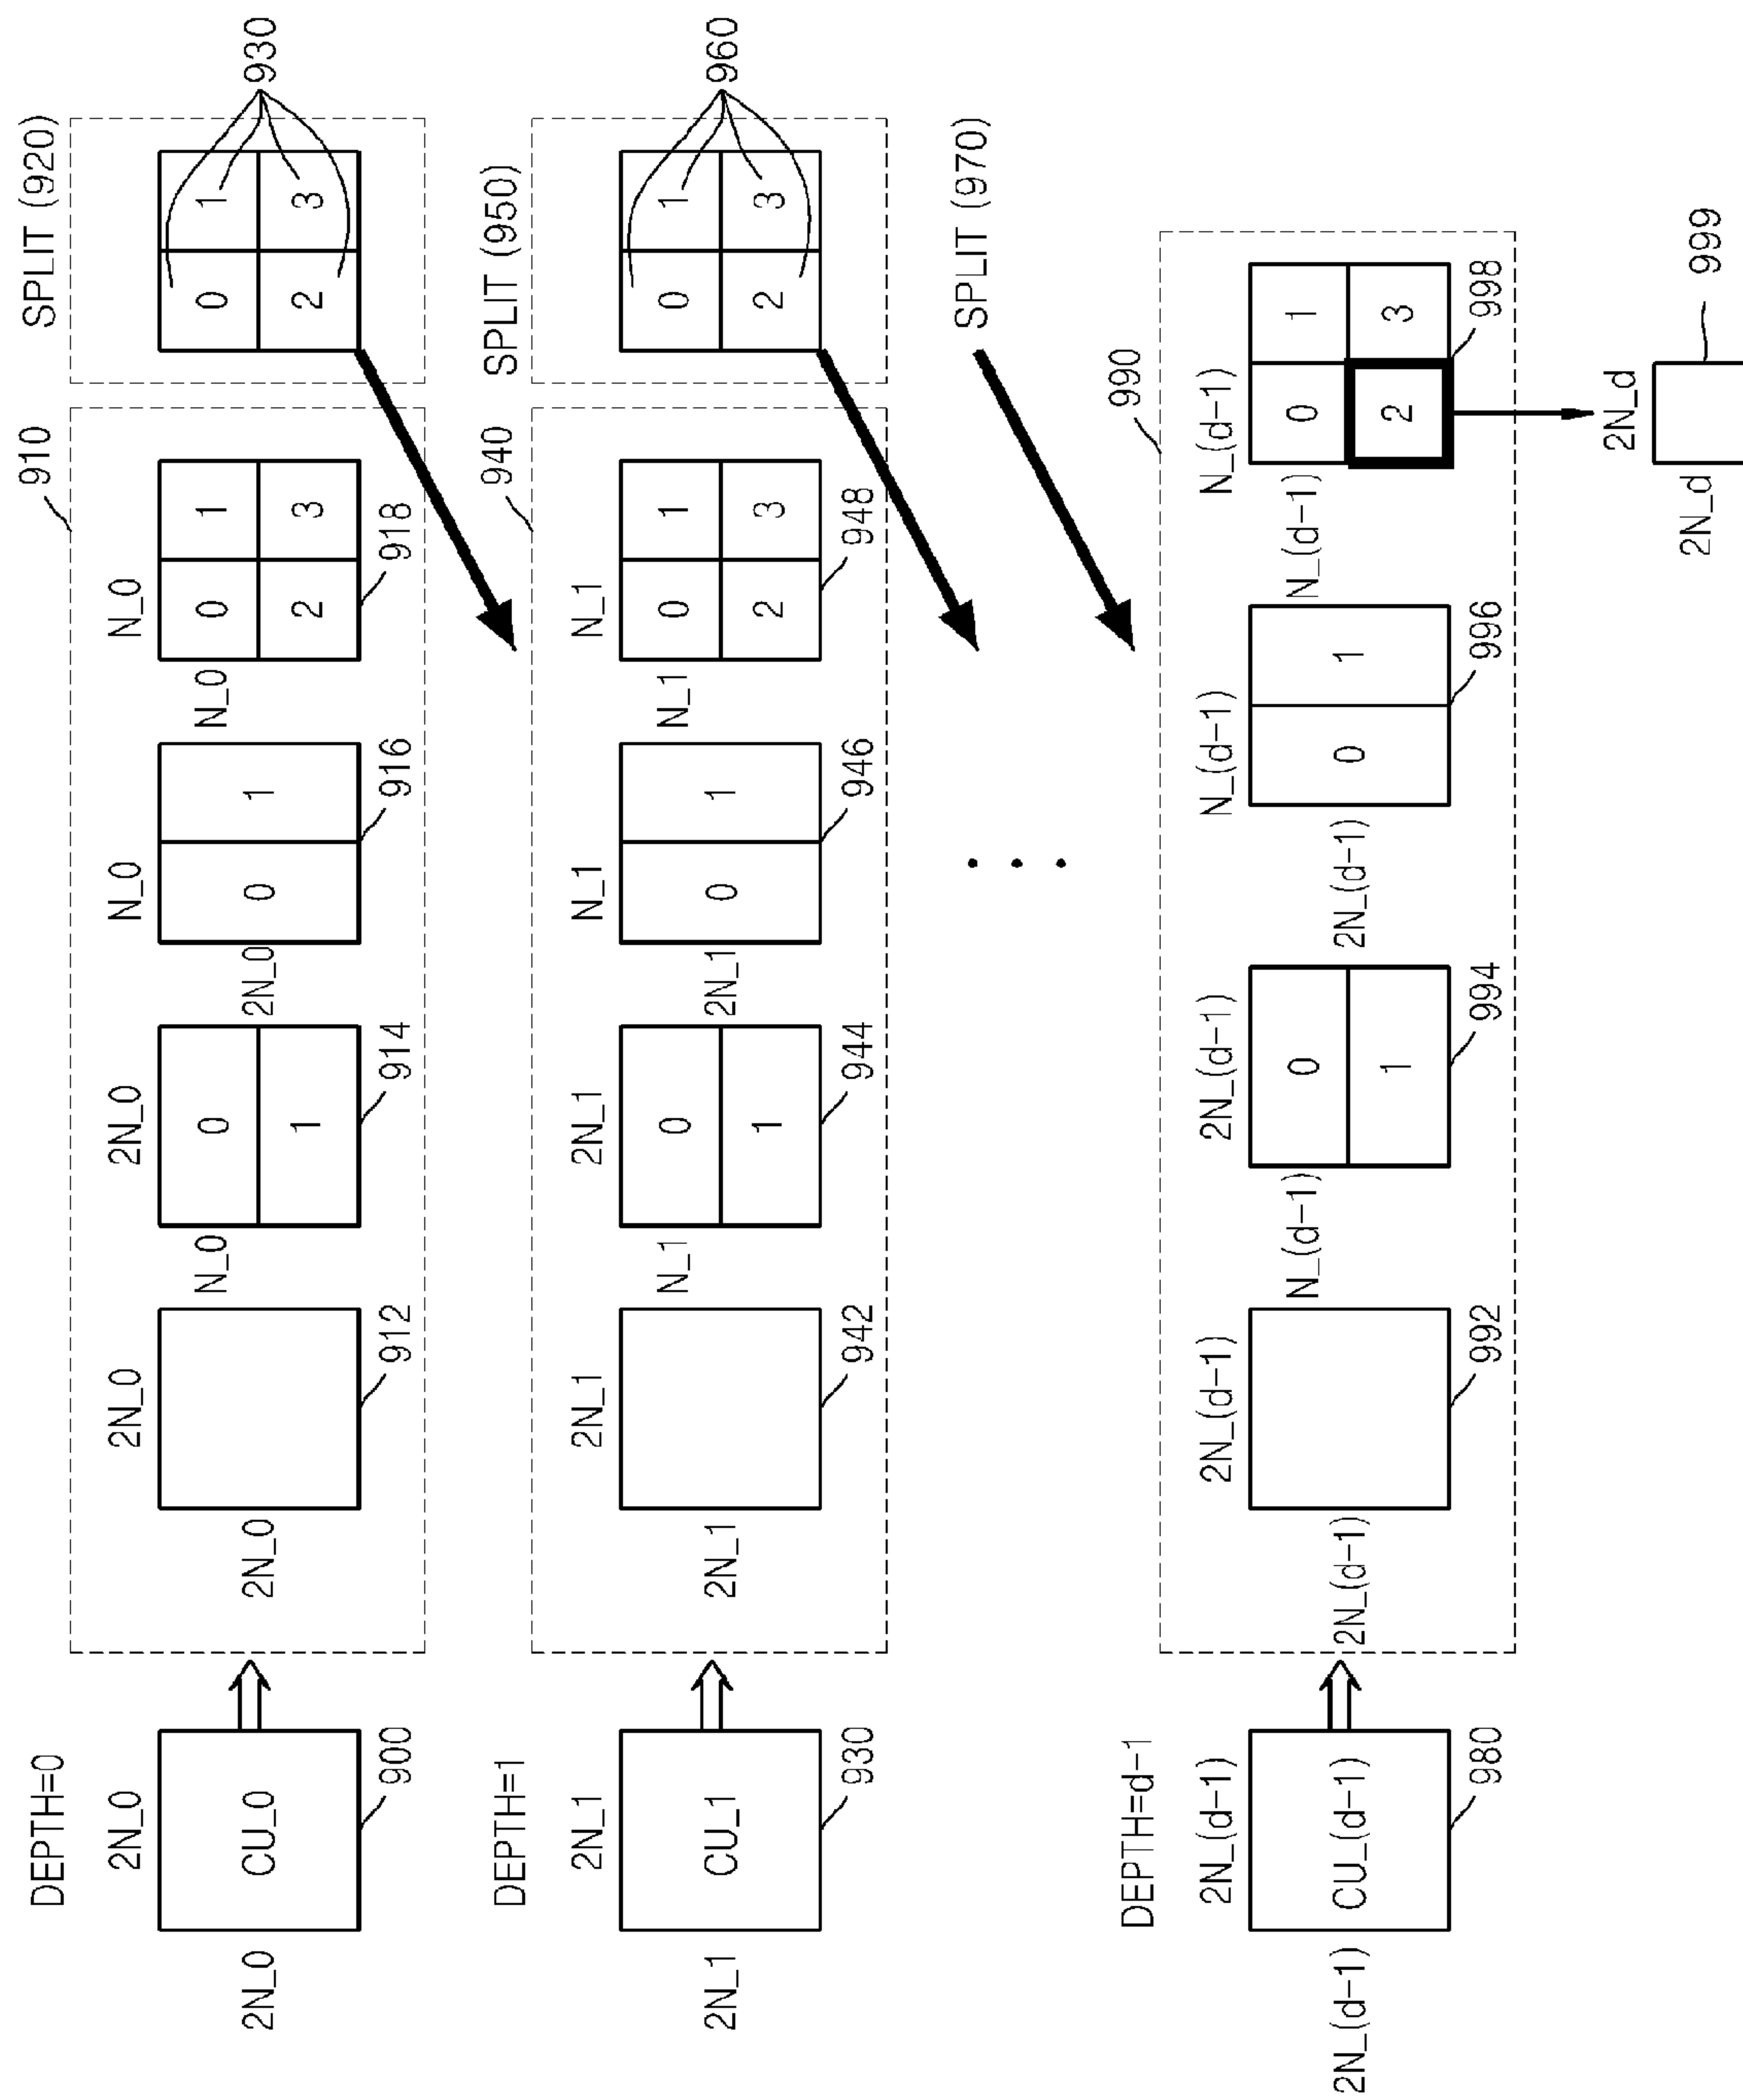 DEPTH=0
2N_0
2N_0
CU_0
900
910
2N_0
2N_0
912
2N_0
N_0
0
1
914
N_0
2N_0
0 1
916
N_0
N_0
0 1
2 3
918
SPLIT (920)
0 1
2 3
930
DEPTH=1
2N_1
2N_1
CU_1
930
940
2N_1
2N_1
942
2N_1
N_1
0
1
944
N_1
2N_1
0 1
946
N_1
N_1
0 1
2 3
948
SPLIT (950)
0 1
2 3
960
SPLIT (970)
DEPTH=d-1
2N_(d-1)
2N_(d-1)
CU_(d-1)
980
990
2N_(d-1)
2N_(d-1)
992
2N_(d-1)
N_(d-1)
0
1
994
N_(d-1)
2N_(d-1)
0 1
996
N_(d-1)
N_(d-1)
0 1
2 3
998
2N_d
2N_d
999